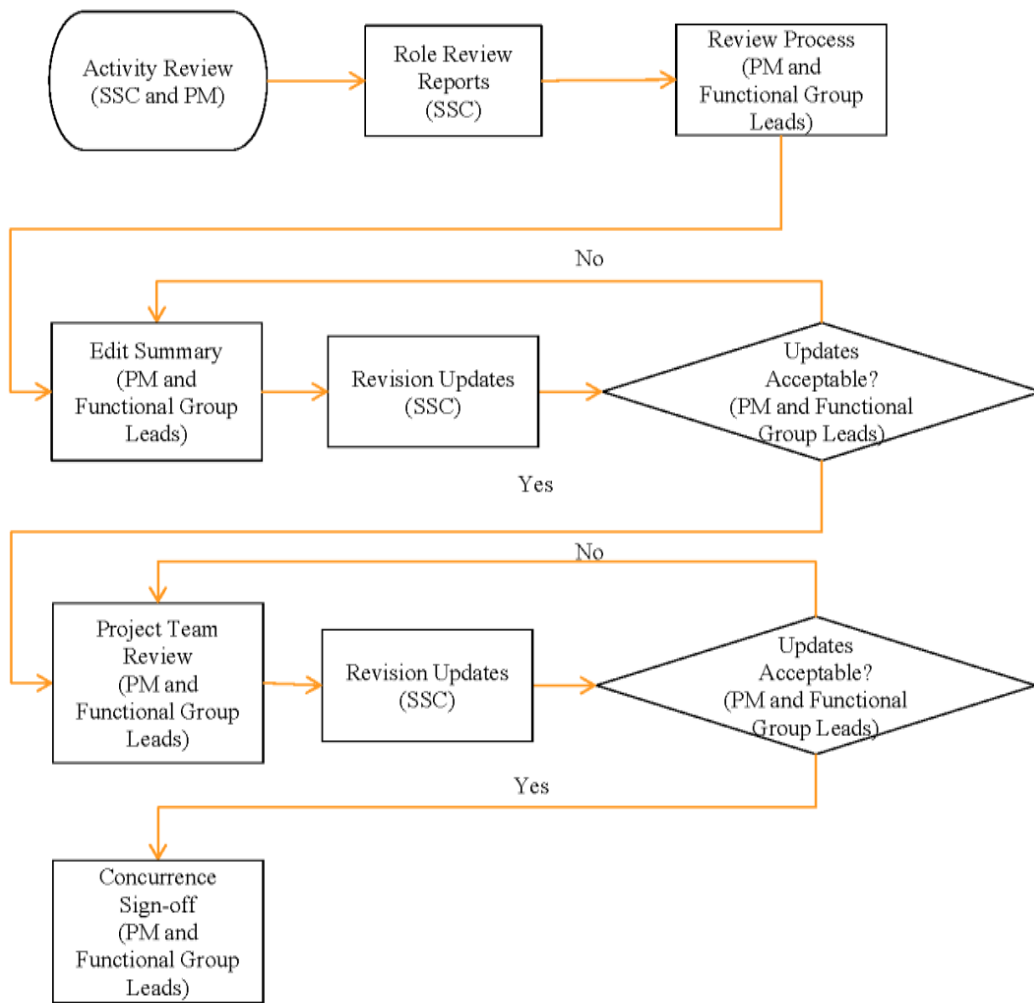 Activity Review
(SSC and PM)
Role Review
Reports
(SSC)
Review Process
(PM and
Functional Group
Leads)
No
Edit Summary
(PM and
Functional Group
Leads)
Revision Updates
(SSC)
Updates
Acceptable?
(PM and Functional
Group Leads)
Yes
No
Project Team
Review
(PM and
Functional Group
Leads)
Revision Updates
(SSC)
Updates
Acceptable?
(PM and Functional
Group Leads)
Yes
Concurrence
Sign-off
(PM and
Functional Group
Leads)